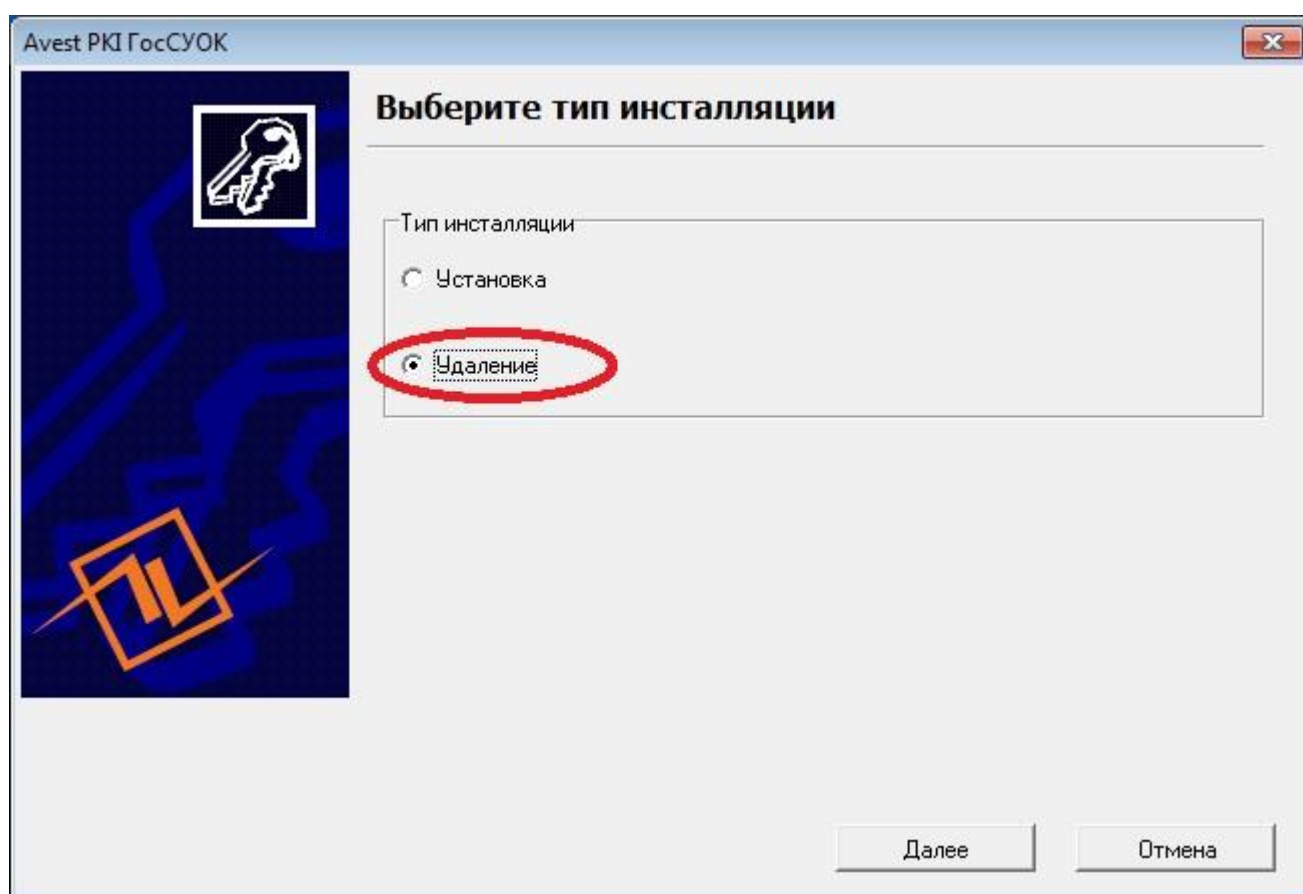 Avest PKI ГосСУОК
Выберите тип инсталляции
Тип инсталляции
Установка
Удаление
Далее
Отмена